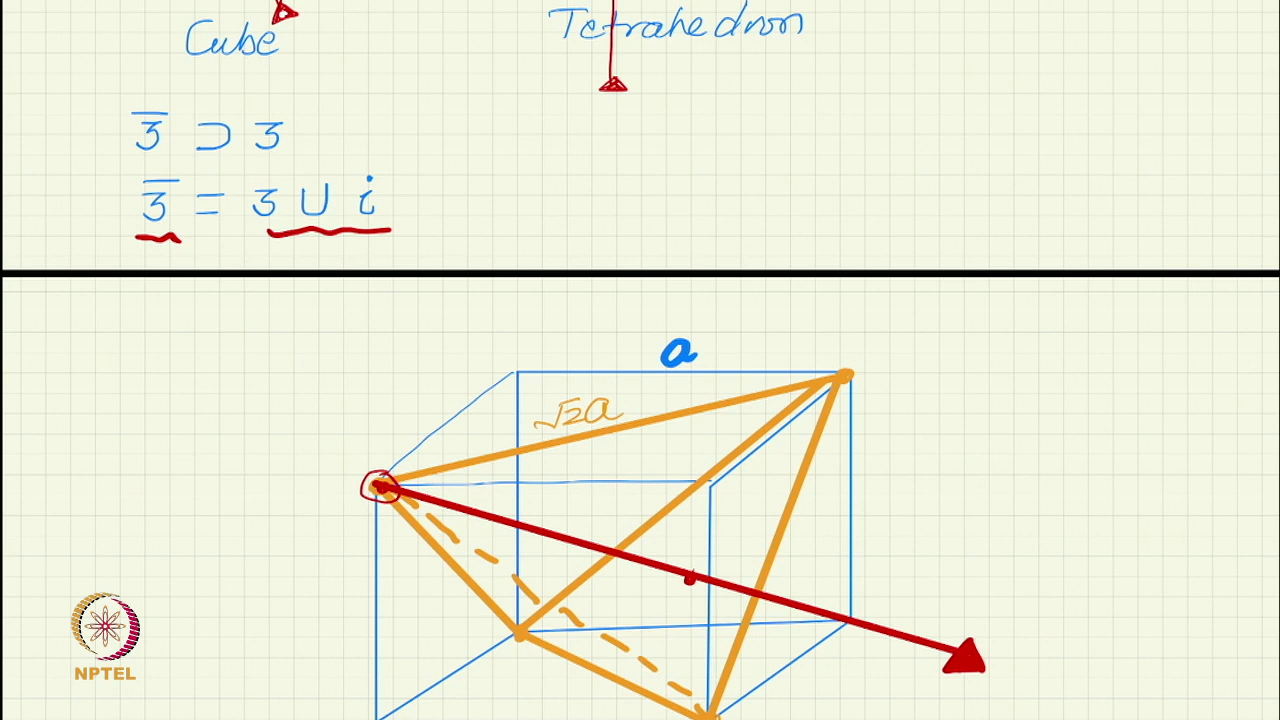 Cube
Tetrahedron
3̅ ⊃ 3
3̅ = 3 ∪ i
a
√2a
NPTEL